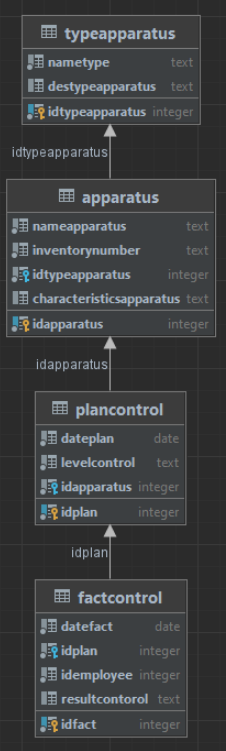 typeapparatus
nametype text
destypeapparatus text
idtypeapparatus integer
idtypeapparatus
apparatus
nameapparatus text
inventorynumber text
idtypeapparatus integer
characteristicsapparatus text
idapparatus integer
idapparatus
plancontrol
dateplan date
levelcontrol text
idapparatus integer
idplan integer
idplan
factcontrol
datefact date
idplan integer
idemployee integer
resultcontorol text
idfact integer